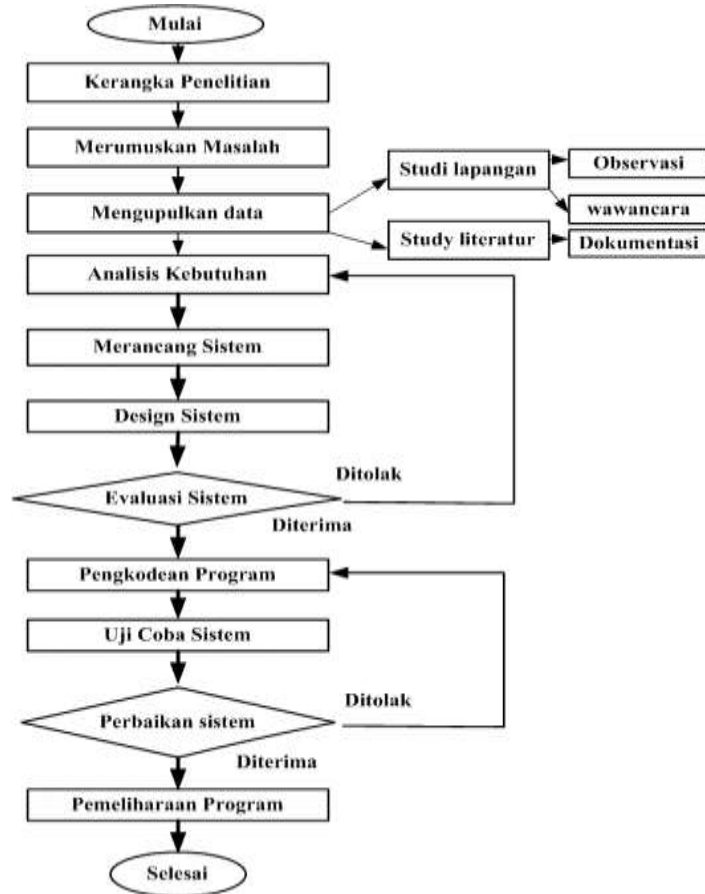 Mulai
Kerangka Penelitian
Merumuskan Masalah
Studi lapangan
Observasi
Mengupulkan data
wawancara
Study literatur
Dokumentasi
Analisis Kebutuhan
Merancang Sistem
Design Sistem
Ditolak
Evaluasi Sistem
Diterima
Pengkodean Program
Uji Coba Sistem
Ditolak
Perbaikan sistem
Diterima
Pemeliharaan Program
Selesai